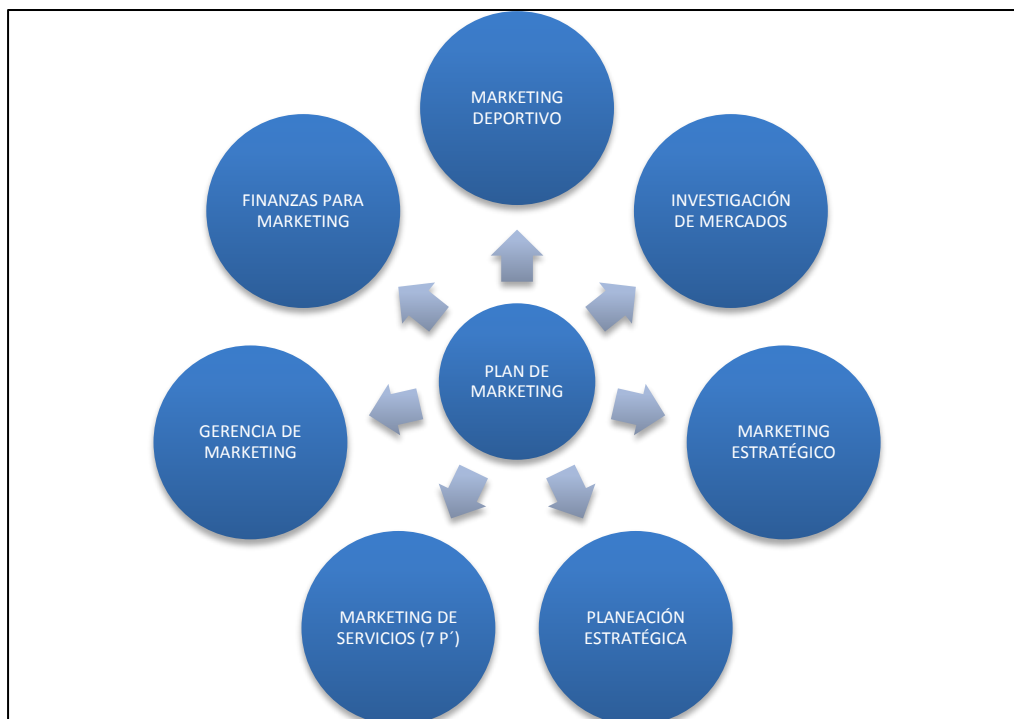 MARKETING
DEPORTIVO
INVESTIGACIÓN
DE MERCADOS
MARKETING
ESTRATÉGICO
PLANEACIÓN
ESTRATÉGICA
MARKETING DE
SERVICIOS (7 P´)
GERENCIA DE
MARKETING
FINANZAS PARA
MARKETING
PLAN DE
MARKETING